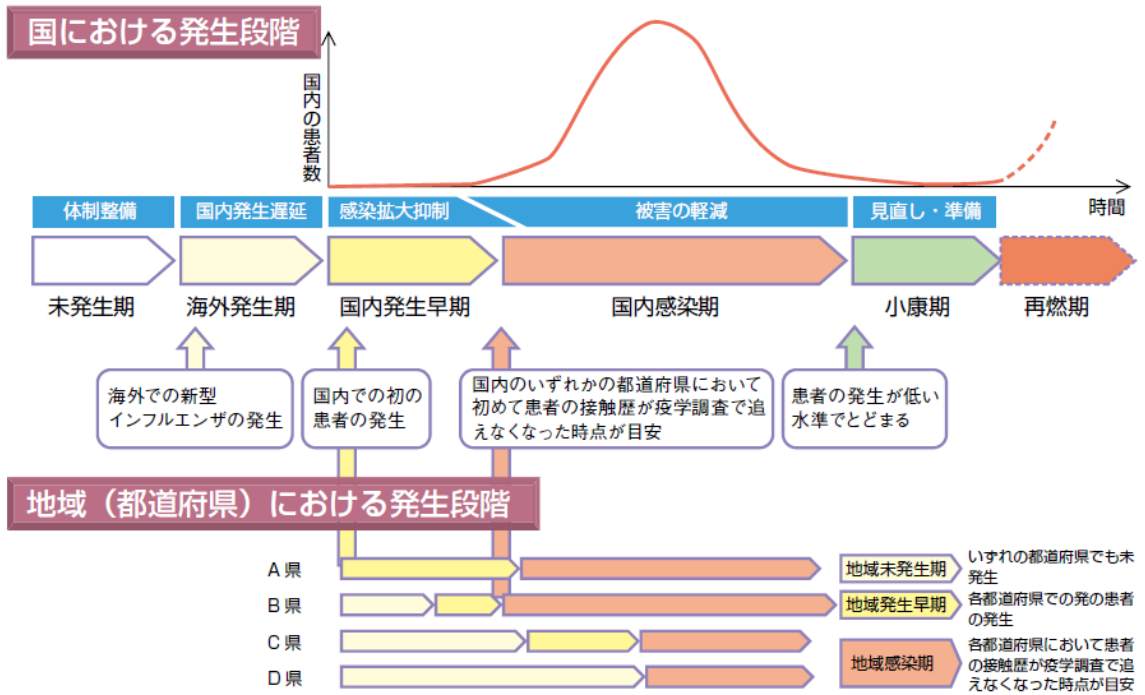 国における発生段階
国内の患者数
時間
体制整備
国内発生遅延
感染拡大抑制
被害の軽減
見直し・準備
未発生期
海外発生期
国内発生早期
国内感染期
小康期
再燃期
海外での新型
インフルエンザの発生
国内での初の
患者の発生
国内のいずれかの都道府県において
初めて患者の接触歴が疫学調査で追
えなくなった時点が目安
患者の発生が低い
水準でとどまる
地域（都道府県）における発生段階
A県
B県
C県
D県
地域未発生期
いずれの都道府県でも未
発生
地域発生早期
各都道府県での発の患者
の発生
地域感染期
各都道府県において患者
の接触歴が疫学調査で追
えなくなった時点が目安